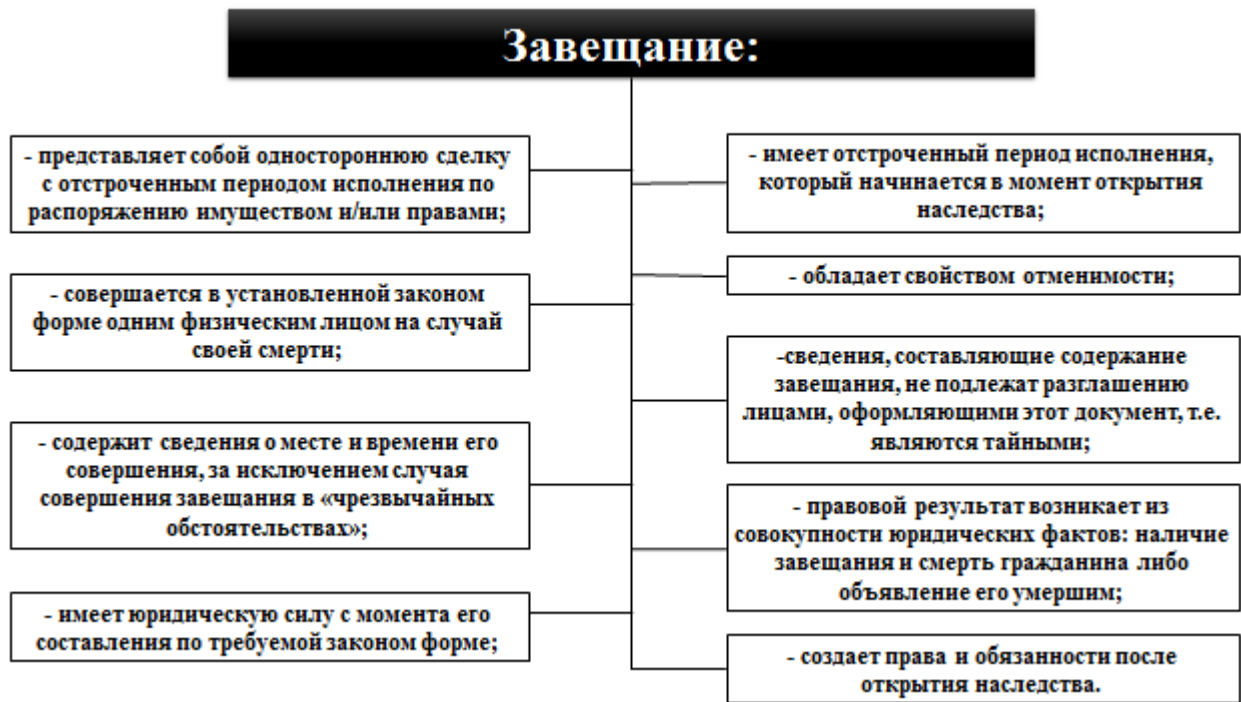 Завещание:
- представляет собой одностороннюю сделку
с отстроченным периодом исполнения по
распоряжению имуществом и/или правами;
- совершается в установленной законом
форме одним физическим лицом на случай
своей смерти;
- содержит сведения о месте и времени его
совершения, за исключением случая
совершения завещания в «чрезвычайных
обстоятельствах»;
- имеет юридическую силу с момента его
составления по требуемой законом форме;
- имеет отстроченный период исполнения,
который начинается в момент открытия
наследства;
- обладает свойством отменимости;
-сведения, составляющие содержание
завещания, не подлежат разглашению
лицами, оформляющими этот документ, т.е.
являются тайными;
- правовой результат возникает из
совокупности юридических фактов: наличие
завещания и смерть гражданина либо
объявление его умершим;
- создает права и обязанности после
открытия наследства.